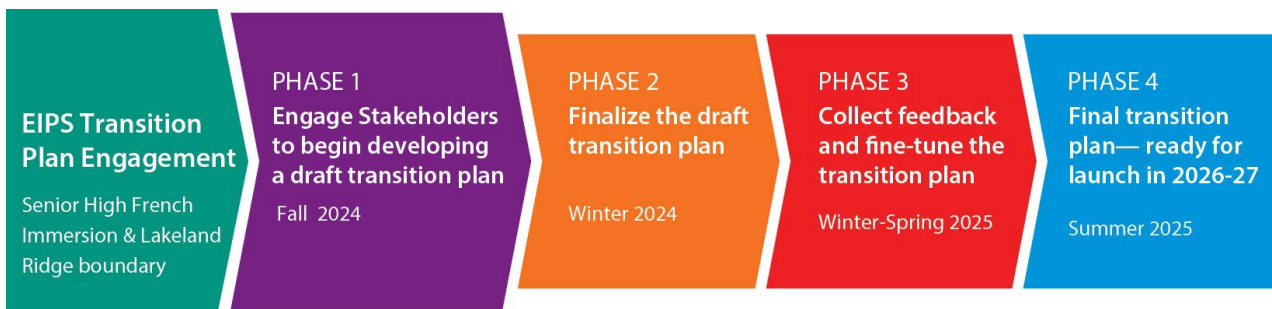 EIPS Transition
Plan Engagement
Senior High French
Immersion & Lakeland
Ridge boundary
PHASE 1
Engage Stakeholders
to begin developing
a draft transition plan
Fall 2024
PHASE 2
Finalize the draft
transition plan
Winter 2024
PHASE 3
Collect feedback
and fine-tune the
transition plan
Winter-Spring 2025
PHASE 4
Final transition
plan— ready for
launch in 2026-27
Summer 2025